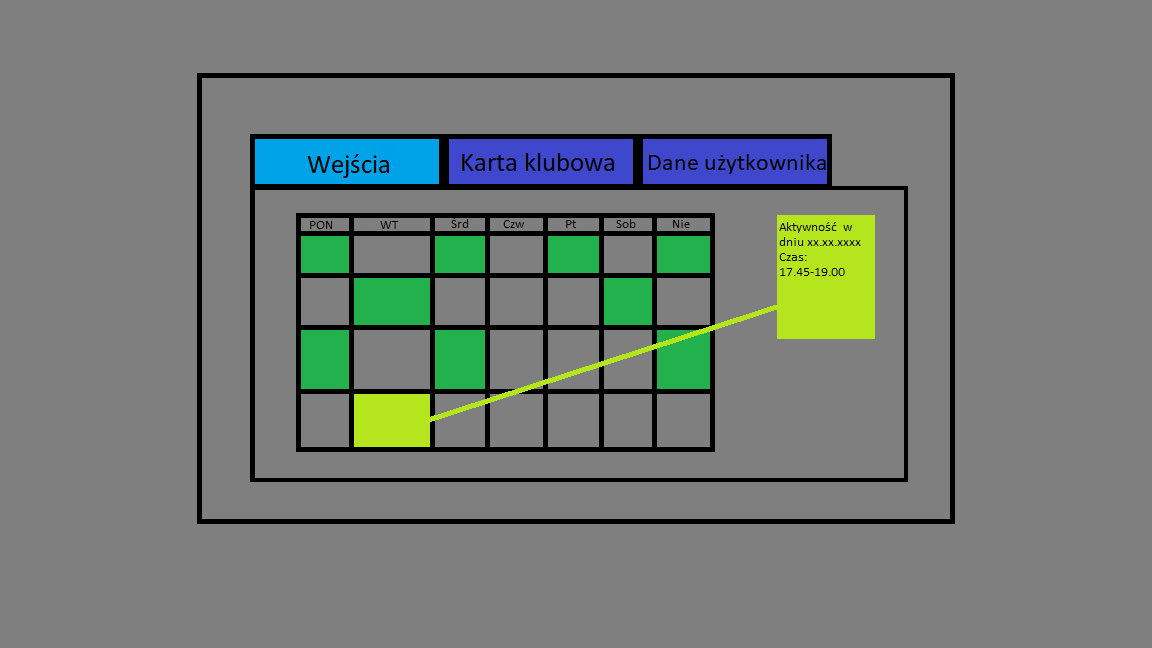 Wejścia Karta klubowa Dane użytkownika
PON WT Śrd Czw Pt Sob Nie
Aktywność w
dniu xx.xx.xxxx
Czas:
17.45-19.00